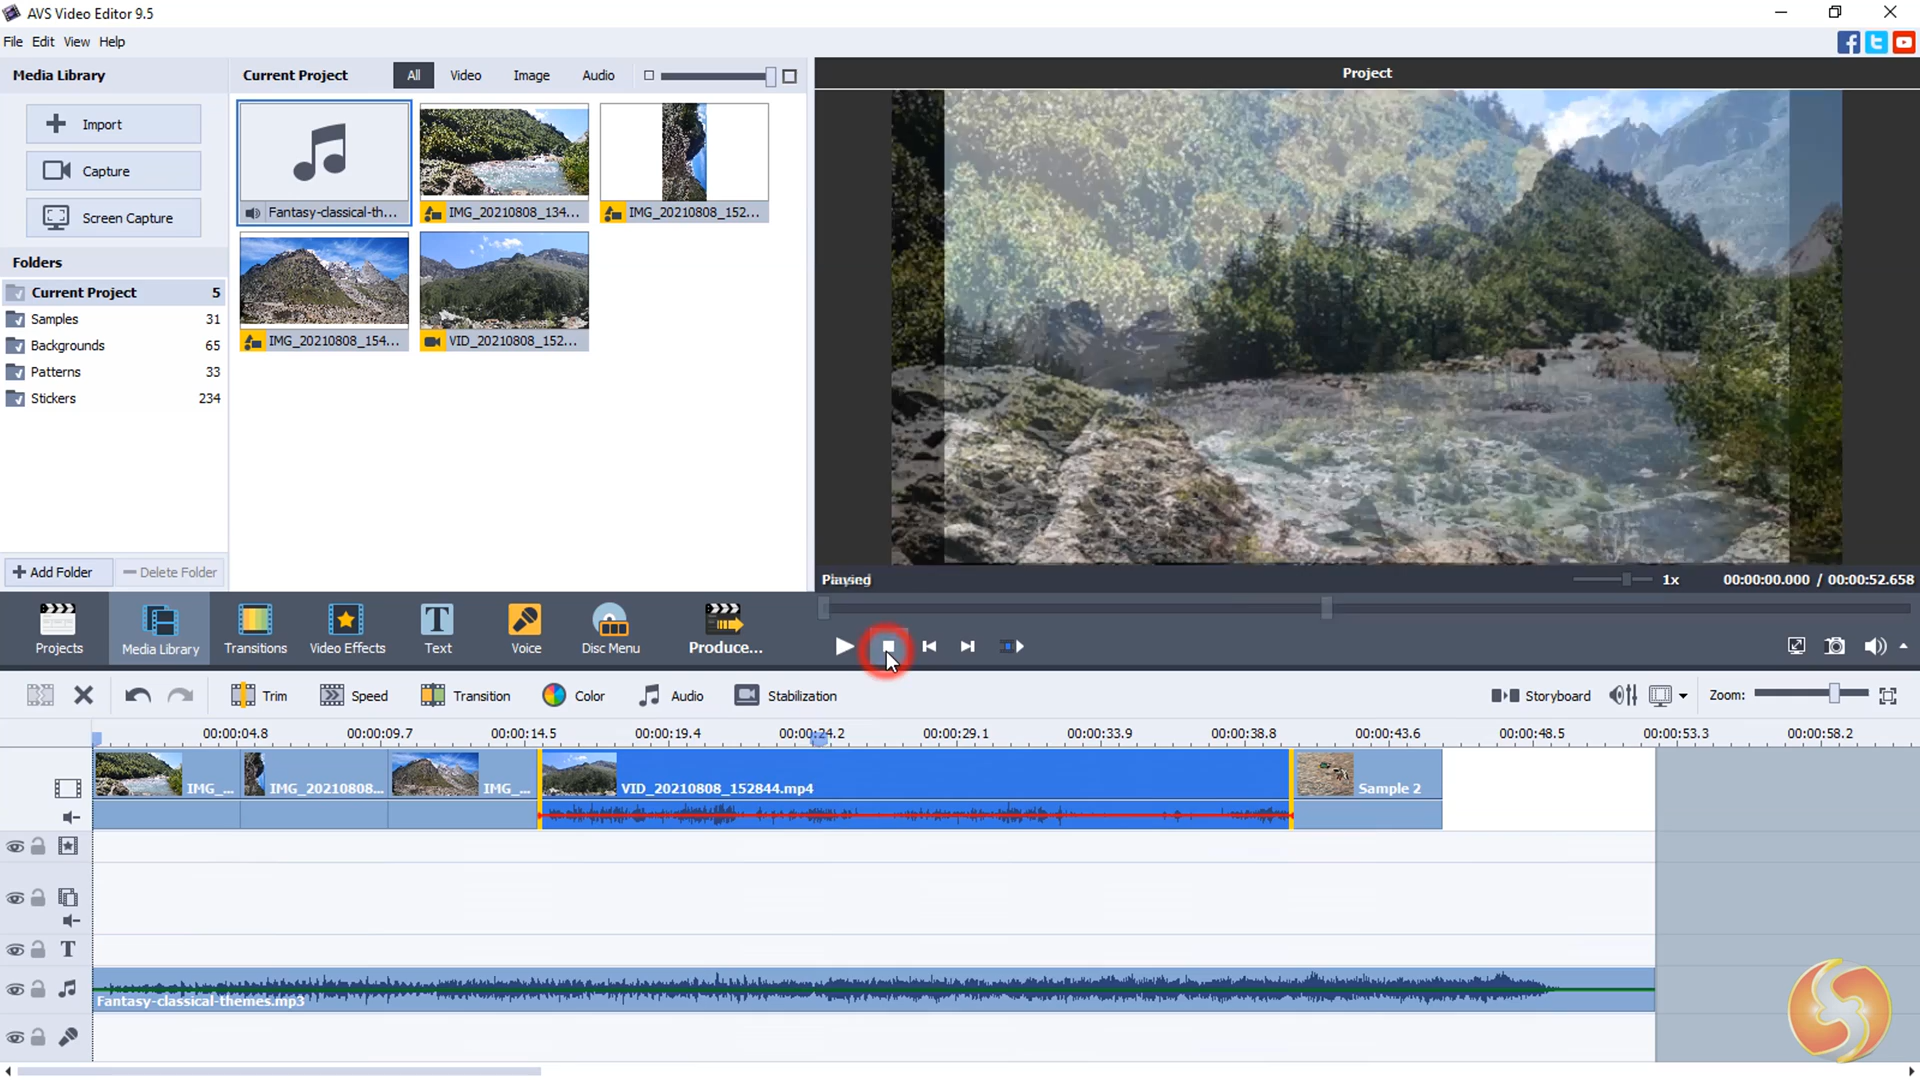 AVS Video Editor 9.5
File Edit View Help
Media Library
Current Project
All
Video
Image
Audio
Project
Import
Capture
Screen Capture
Fantasy-classical-th...
IMG_20210808_134...
IMG_20210808_152...
Folders
Current Project 5
Samples 31
Backgrounds 65
Patterns 33
Stickers 234
IMG_20210808_154...
VID_20210808_152...
Add Folder
Delete Folder
1x
00:00:00.000 / 00:00:52.658
Projects
Media Library
Transitions
Video Effects
Text
Voice
Disc Menu
Produce...
Trim
Speed
Transition
Color
Audio
Stabilization
Storyboard
Zoom:
00:00:04.8
00:00:09.7
00:00:14.5
00:00:19.4
00:00:24.2
00:00:29.1
00:00:33.9
00:00:38.8
00:00:43.6
00:00:48.5
00:00:53.3
00:00:58.2
IMG_...
IMG_20210808...
IMG_...
VID_20210808_152844.mp4
Sample 2
T
Fantasy-classical-themes.mp3